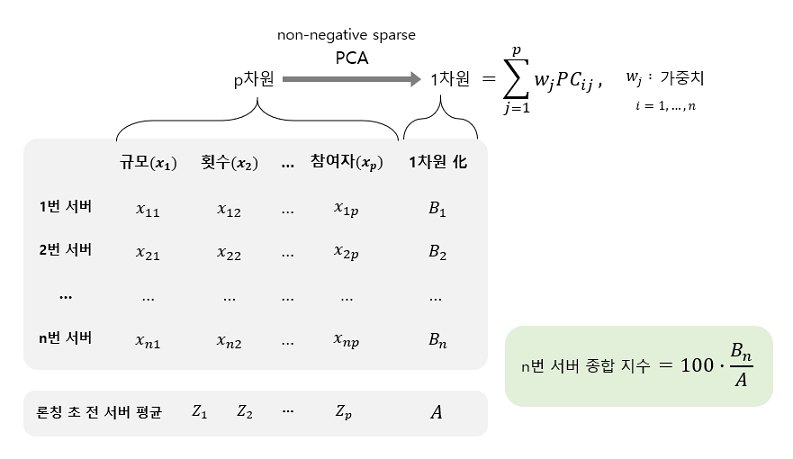 non-negative sparse
PCA
p차원 1차원 = ∑_{j=1}^{p} w_j PC_{ij} , w_j : 가중치
i = 1, … , n
규모(x_1) 횟수(x_2) … 참여자(x_p) 1차원 化
1번 서버 x_{11} x_{12} … x_{1p} B_1
2번 서버 x_{21} x_{22} … x_{2p} B_2
… … … … … …
n번 서버 x_{n1} x_{n2} … x_{np} B_n
n번 서버 종합 지수 = 100 · B_n / A
론칭 초 전 서버 평균 Z_1 Z_2 … Z_p A